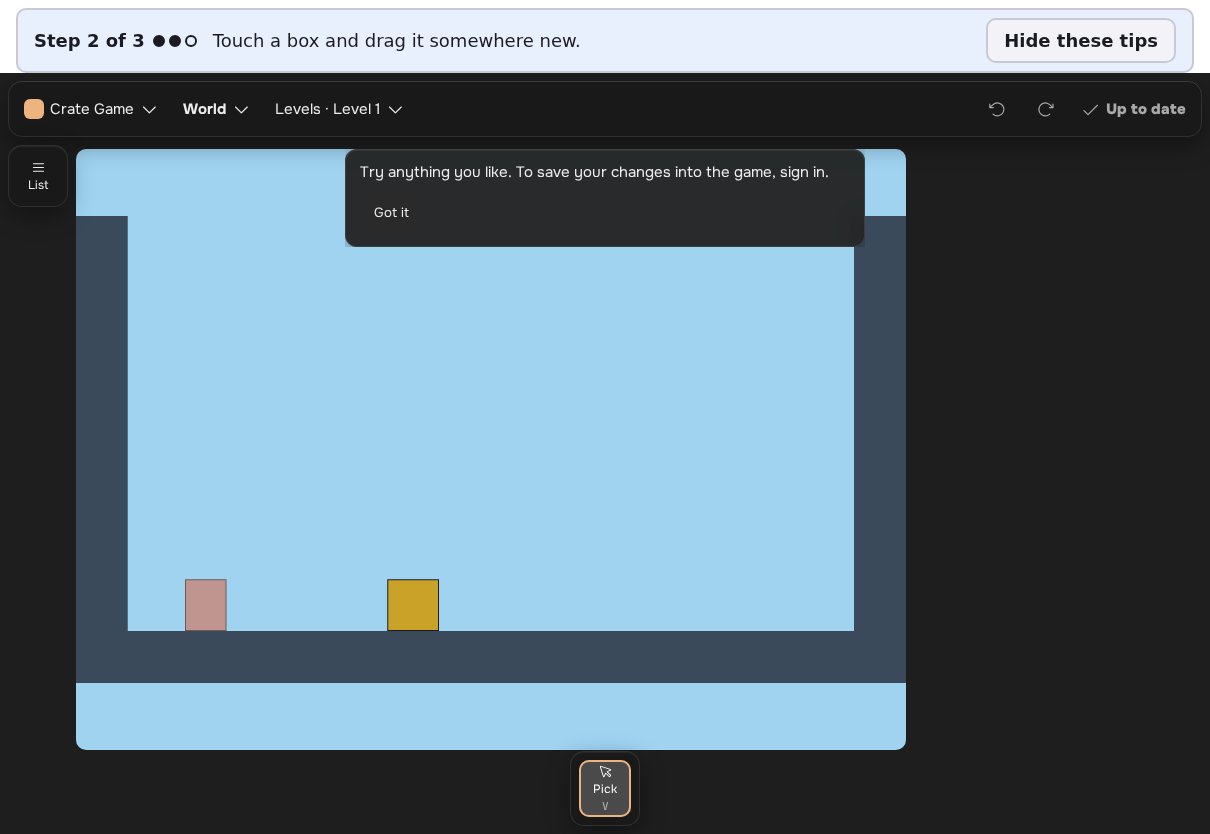 Step 2 of 3 Touch a box and drag it somewhere new. Hide these tips
Crate Game World Levels · Level 1 Up to date
List
Try anything you like. To save your changes into the game, sign in.
Got it
Pick
V